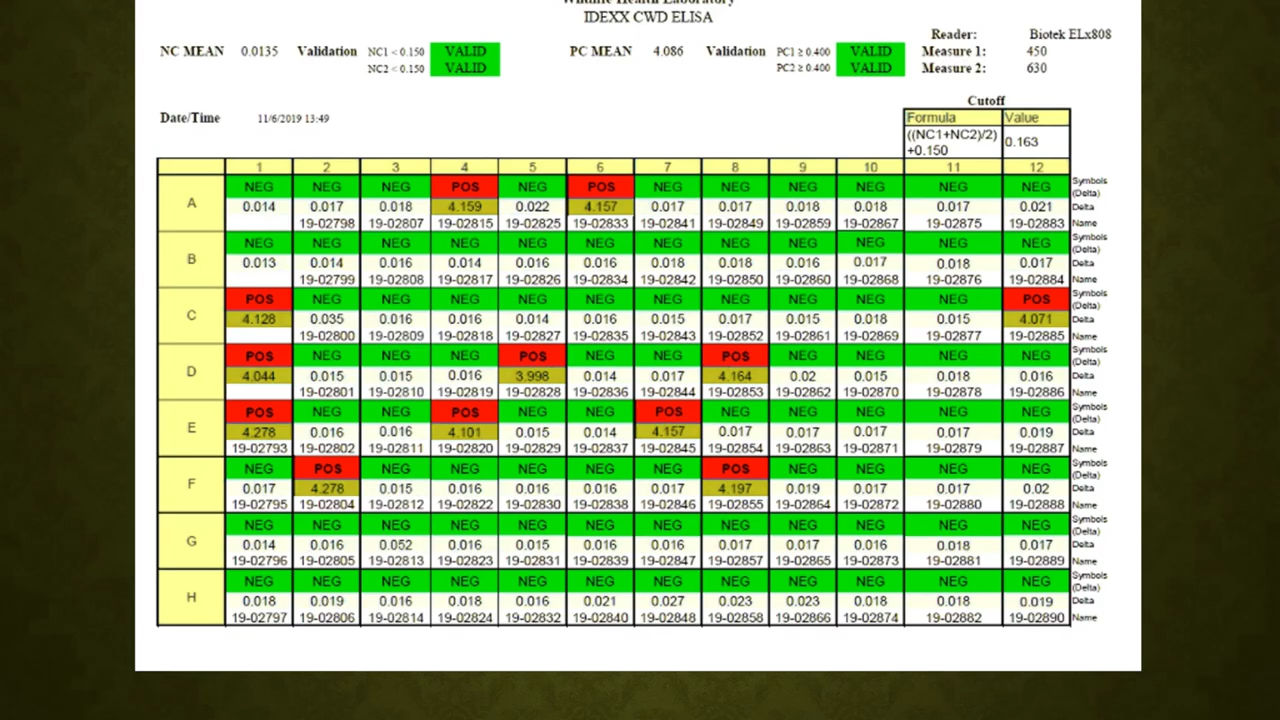 Wildlife Health Laboratory
IDEXX CWD ELISA
Reader: Biotek ELx808
NC MEAN 0.0135 Validation NC1 < 0.150 VALID PC MEAN 4.086 Validation PC1 ≥ 0.400 VALID Measure 1: 450
NC2 < 0.150 VALID PC2 ≥ 0.400 VALID Measure 2: 630
Cutoff
Date/Time 11/6/2019 13:49 Formula Value
((NC1+NC2)/2) 0.163
+0.150
1 2 3 4 5 6 7 8 9 10 11 12
NEG NEG NEG POS NEG POS NEG NEG NEG NEG NEG NEG Symbols (Delta)
A 0.014 0.017 0.018 4.159 0.022 4.157 0.017 0.017 0.018 0.018 0.017 0.021 Delta
19-02798 19-02807 19-02815 19-02825 19-02833 19-02841 19-02849 19-02859 19-02867 19-02875 19-02883 Name
NEG NEG NEG NEG NEG NEG NEG NEG NEG NEG NEG NEG Symbols (Delta)
B 0.013 0.014 0.016 0.014 0.016 0.016 0.018 0.018 0.016 0.017 0.018 0.017 Delta
19-02799 19-02808 19-02817 19-02826 19-02834 19-02842 19-02850 19-02860 19-02868 19-02876 19-02884 Name
POS NEG NEG NEG NEG NEG NEG NEG NEG NEG NEG POS Symbols (Delta)
C 4.128 0.035 0.016 0.016 0.014 0.015 0.015 0.017 0.015 0.018 0.015 4.071 Delta
19-02800 19-02809 19-02818 19-02827 19-02835 19-02843 19-02852 19-02861 19-02869 19-02877 19-02885 Name
POS NEG NEG NEG POS NEG NEG POS NEG NEG NEG NEG Symbols (Delta)
D 4.044 0.015 0.015 0.016 3.998 0.014 0.017 4.164 0.02 0.015 0.018 0.016 Delta
19-02801 19-02810 19-02819 19-02828 19-02836 19-02844 19-02853 19-02862 19-02870 19-02878 19-02886 Name
POS NEG NEG POS NEG NEG POS NEG NEG NEG NEG NEG Symbols (Delta)
E 4.278 0.016 0.016 4.101 0.015 0.014 4.157 0.017 0.017 0.017 0.017 0.019 Delta
19-02793 19-02802 19-02811 19-02820 19-02829 19-02837 19-02845 19-02854 19-02863 19-02871 19-02879 19-02887 Name
NEG POS NEG NEG NEG NEG NEG POS NEG NEG NEG NEG Symbols (Delta)
F 0.017 4.278 0.015 0.016 0.016 0.016 0.017 4.197 0.019 0.017 0.017 0.02 Delta
19-02795 19-02804 19-02812 19-02822 19-02830 19-02838 19-02846 19-02855 19-02864 19-02872 19-02880 19-02888 Name
NEG NEG NEG NEG NEG NEG NEG NEG NEG NEG NEG NEG Symbols (Delta)
G 0.014 0.016 0.052 0.016 0.015 0.016 0.016 0.017 0.017 0.016 0.018 0.017 Delta
19-02796 19-02805 19-02813 19-02823 19-02831 19-02839 19-02847 19-02857 19-02865 19-02873 19-02881 19-02889 Name
NEG NEG NEG NEG NEG NEG NEG NEG NEG NEG NEG NEG Symbols (Delta)
H 0.018 0.019 0.016 0.018 0.016 0.021 0.027 0.023 0.023 0.018 0.018 0.019 Delta
19-02797 19-02806 19-02814 19-02824 19-02832 19-02840 19-02848 19-02858 19-02866 19-02874 19-02882 19-02890 Name